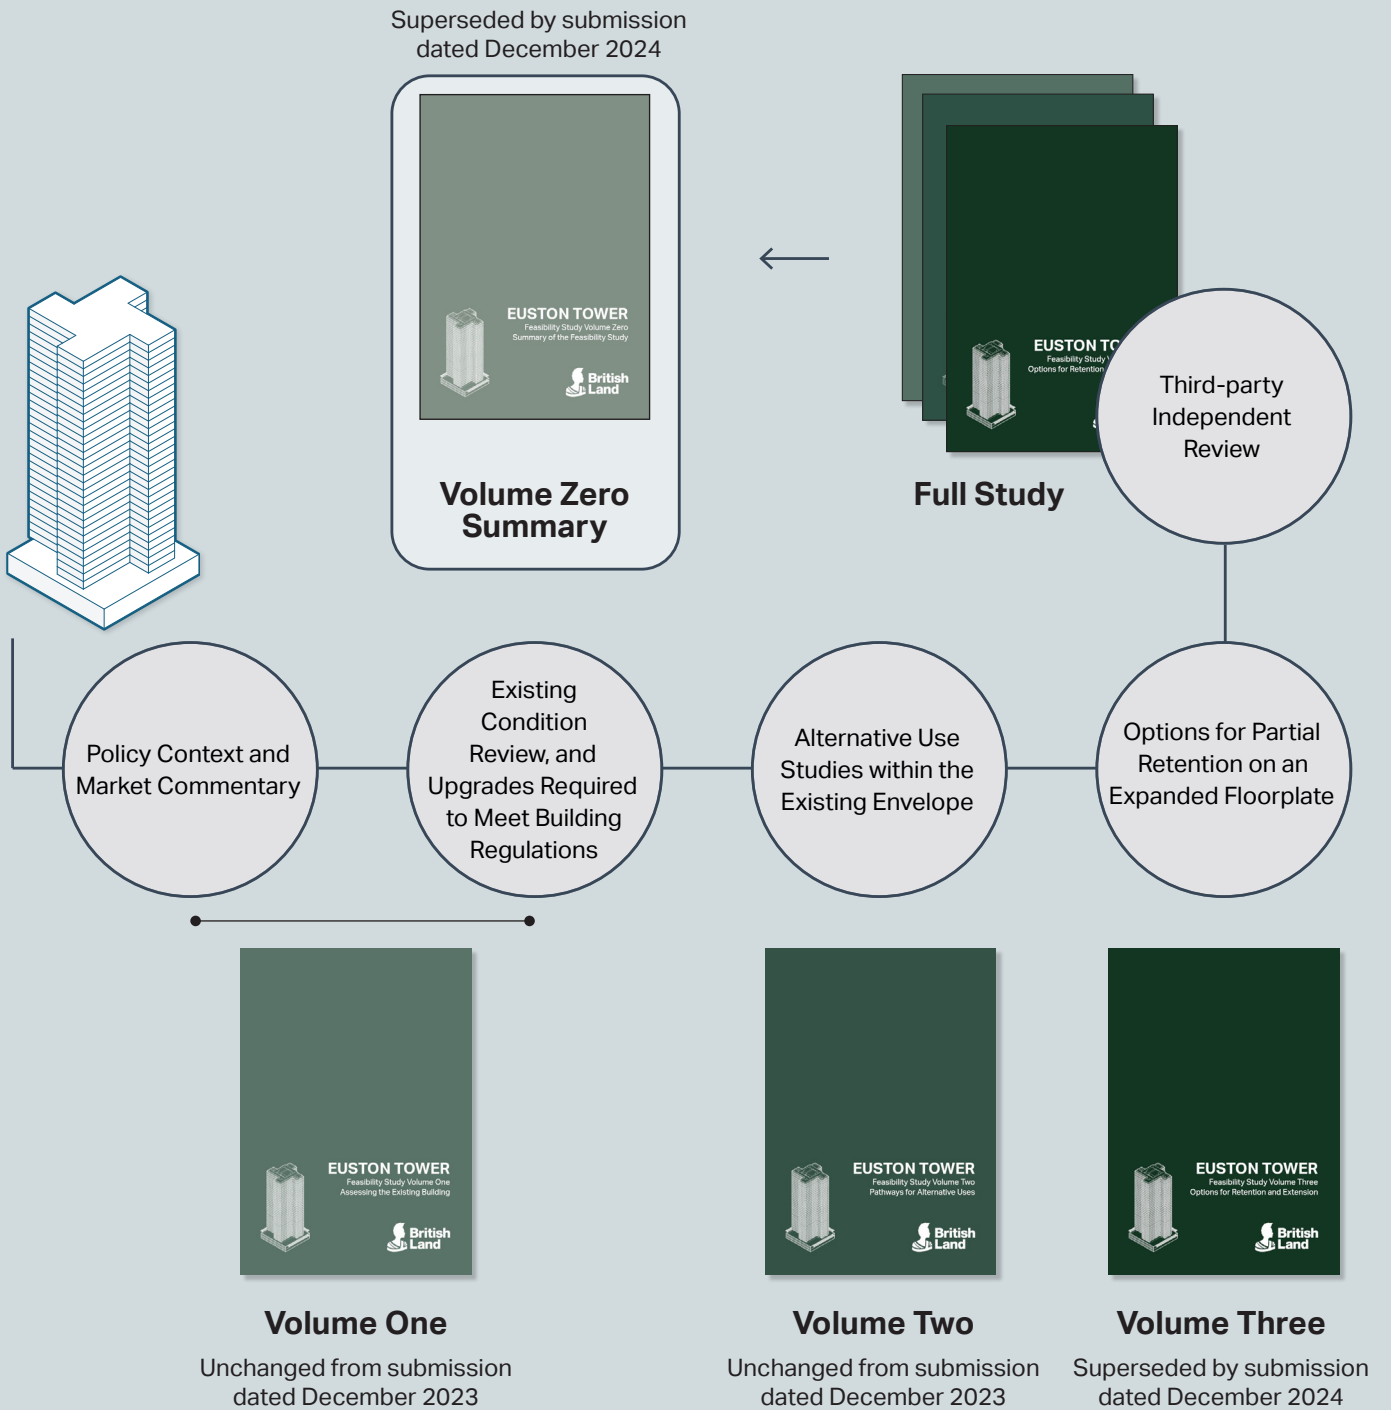 Superseded by submission
dated December 2024
EUSTON TOWER
Feasibility Study Volume Zero
Summary of the Feasibility Study
British
Land
Volume Zero
Summary
EUSTON TO
Feasibility Study V
Options for Retention
Full Study
Third-party
Independent
Review
Policy Context and
Market Commentary
Existing
Condition
Review, and
Upgrades Required
to Meet Building
Regulations
Alternative Use
Studies within the
Existing Envelope
Options for Partial
Retention on an
Expanded Floorplate
EUSTON TOWER
Feasibility Study Volume One
Assessing the Existing Building
British
Land
Volume One
Unchanged from submission
dated December 2023
EUSTON TOWER
Feasibility Study Volume Two
Pathways for Alternative Uses
British
Land
Volume Two
Unchanged from submission
dated December 2023
EUSTON TOWER
Feasibility Study Volume Three
Options for Retention and Extension
British
Land
Volume Three
Superseded by submission
dated December 2024